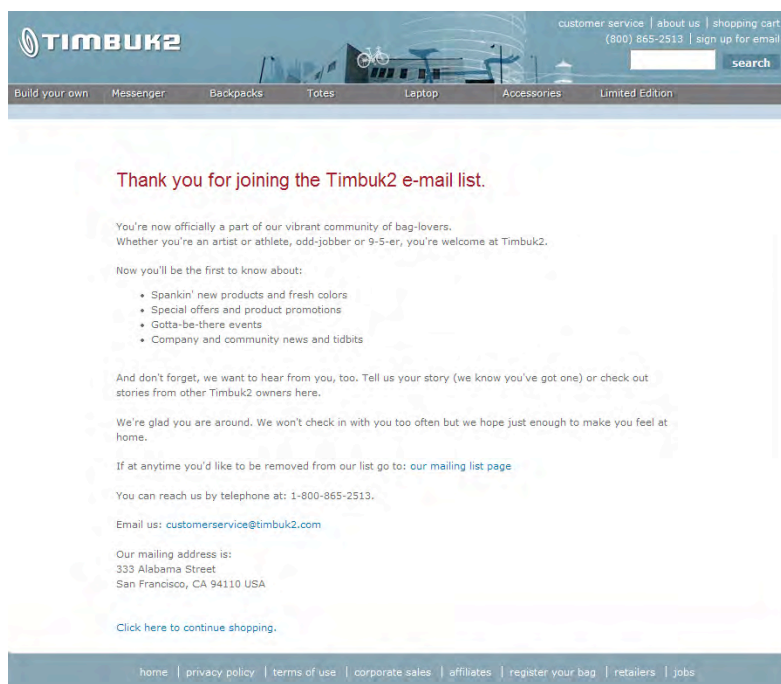 TIMBUK2
customer service | about us | shopping cart
(800) 865-2513 | sign up for email
search
Build your own Messenger Backpacks Totes Laptop Accessories Limited Edition
Thank you for joining the Timbuk2 e-mail list.
You're now officially a part of our vibrant community of bag-lovers.
Whether you're an artist or athlete, odd-jobber or 9-5-er, you're welcome at Timbuk2.
Now you'll be the first to know about:
• Spankin' new products and fresh colors
• Special offers and product promotions
• Gotta-be-there events
• Company and community news and tidbits
And don't forget, we want to hear from you, too. Tell us your story (we know you've got one) or check out
stories from other Timbuk2 owners here.
We're glad you are around. We won't check in with you too often but we hope just enough to make you feel at
home.
If at anytime you'd like to be removed from our list go to: our mailing list page
You can reach us by telephone at: 1-800-865-2513.
Email us: customerservice@timbuk2.com
Our mailing address is:
333 Alabama Street
San Francisco, CA 94110 USA
Click here to continue shopping.
home | privacy policy | terms of use | corporate sales | affiliates | register your bag | retailers | jobs